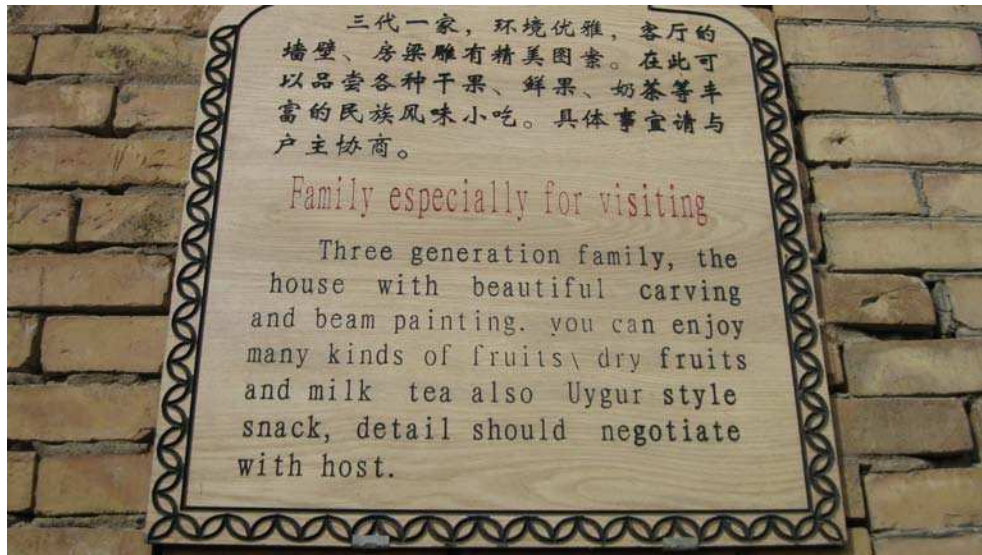 三代一家，环境优雅，客厅的
墙壁、房梁雕有精美图案。在此可
以品尝各种干果、鲜果、奶茶等丰
富的民族风味小吃。具体事宜请与
户主协商。
Family especially for visiting
Three generation family, the
house with beautiful carving
and beam painting. you can enjoy
many kinds of fruits\ dry fruits
and milk tea also Uygur style
snack, detail should negotiate
with host.